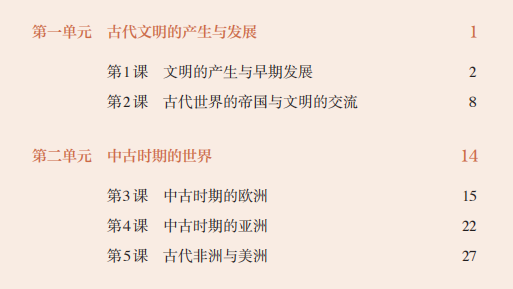 第一单元 古代文明的产生与发展 1
第1课 文明的产生与早期发展 2
第2课 古代世界的帝国与文明的交流 8
第二单元 中古时期的世界 14
第3课 中古时期的欧洲 15
第4课 中古时期的亚洲 22
第5课 古代非洲与美洲 27